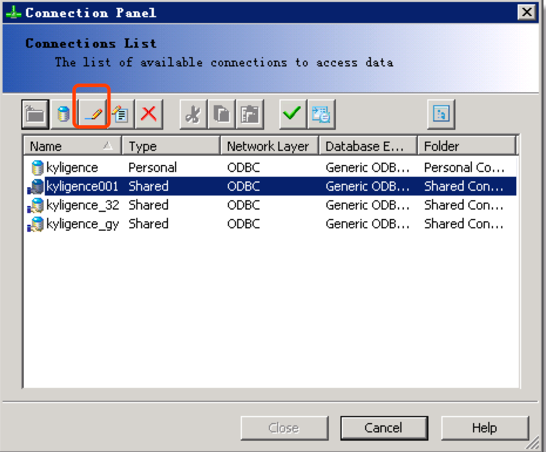 Connection Panel
Connections List
The list of available connections to access data
Name Type Network Layer Database E... Folder
kyligence Personal ODBC Generic ODB... Personal Co...
kyligence001 Shared ODBC Generic ODB... Shared Con...
kyligence_32 Shared ODBC Generic ODB... Shared Con...
kyligence_gy Shared ODBC Generic ODB... Shared Con...
Close Cancel Help